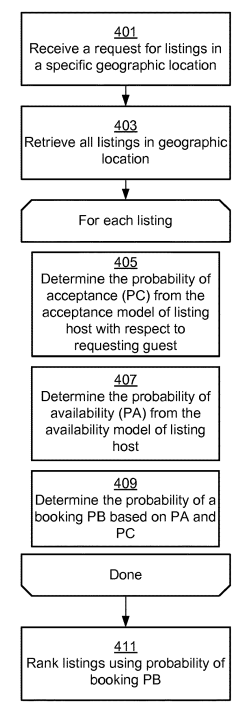 401
Receive a request for listings in
a specific geographic location
403
Retrieve all listings in geographic
location
For each listing
405
Determine the probability of
acceptance (PC) from the
acceptance model of listing
host with respect to
requesting guest
407
Determine the probability of
availability (PA) from the
availability model of listing
host
409
Determine the probability of a
booking PB based on PA and
PC
Done
411
Rank listings using probability of
booking PB